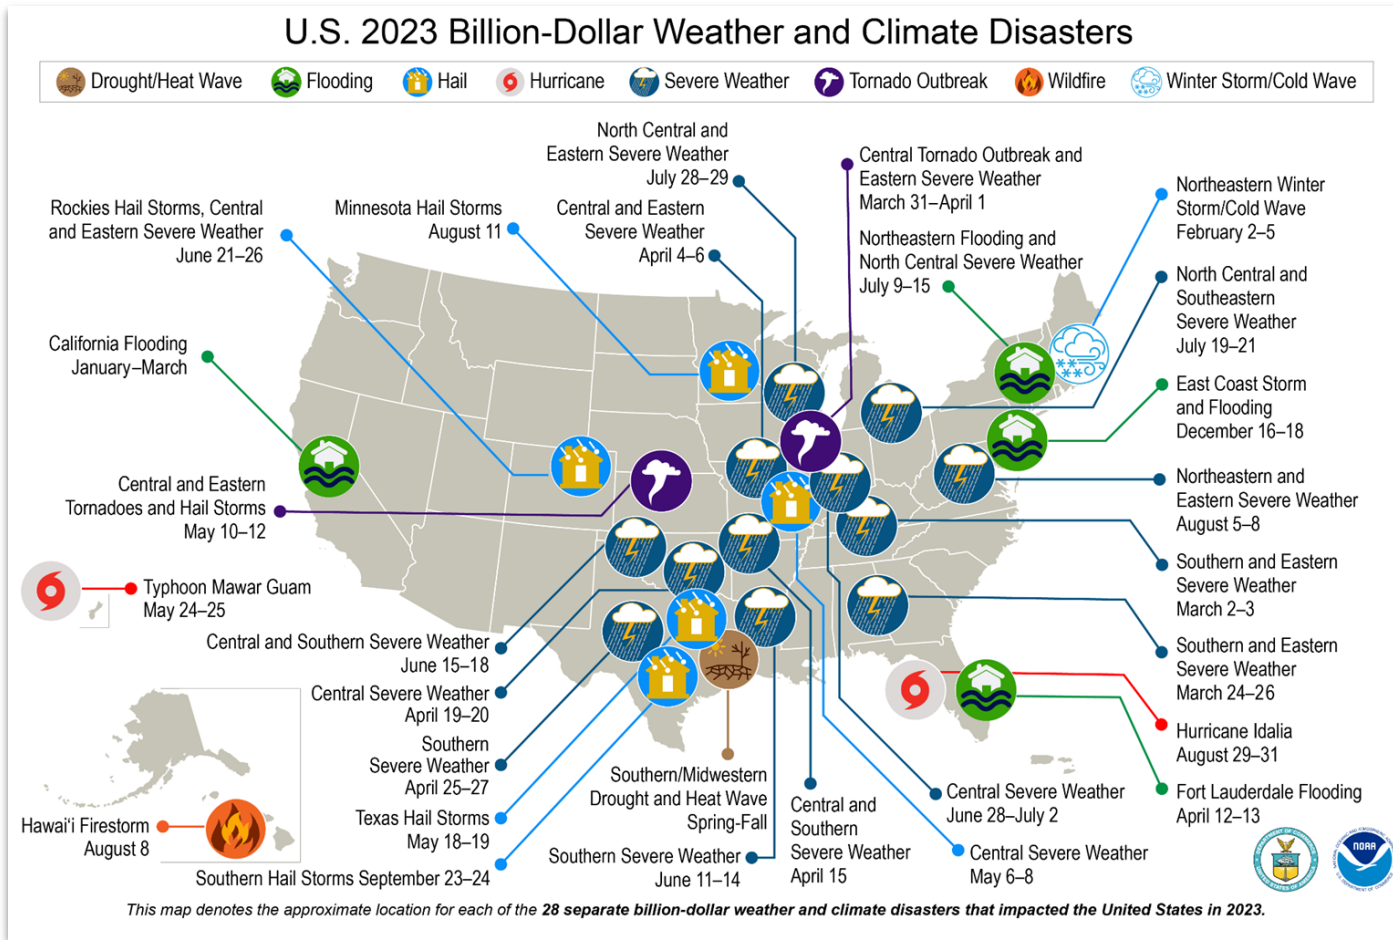 U.S. 2023 Billion-Dollar Weather and Climate Disasters
Drought/Heat Wave
Flooding
Hail
Hurricane
Severe Weather
Tornado Outbreak
Wildfire
Winter Storm/Cold Wave
North Central and
Eastern Severe Weather
July 28–29
Central Tornado Outbreak and
Eastern Severe Weather
March 31–April 1
Rockies Hail Storms, Central
and Eastern Severe Weather
June 21–26
Minnesota Hail Storms
August 11
Central and Eastern
Severe Weather
April 4–6
Northeastern Flooding and
North Central Severe Weather
July 9–15
Northeastern Winter
Storm/Cold Wave
February 2–5
North Central and
Southeastern
Severe Weather
July 19–21
California Flooding
January–March
East Coast Storm
and Flooding
December 16–18
Central and Eastern
Tornadoes and Hail Storms
May 10–12
Northeastern and
Eastern Severe Weather
August 5–8
Typhoon Mawar Guam
May 24–25
Southern and Eastern
Severe Weather
March 2–3
Central and Southern Severe Weather
June 15–18
Southern and Eastern
Severe Weather
March 24–26
Central Severe Weather
April 19–20
Hurricane Idalia
August 29–31
Southern
Severe Weather
April 25–27
Southern/Midwestern
Drought and Heat Wave
Spring-Fall
Central and
Southern
Severe Weather
April 15
Central Severe Weather
June 28–July 2
Fort Lauderdale Flooding
April 12–13
Texas Hail Storms
May 18–19
Hawai‘i Firestorm
August 8
Southern Severe Weather
June 11–14
Central Severe Weather
May 6–8
Southern Hail Storms September 23–24
NOAA
This map denotes the approximate location for each of the 28 separate billion-dollar weather and climate disasters that impacted the United States in 2023.